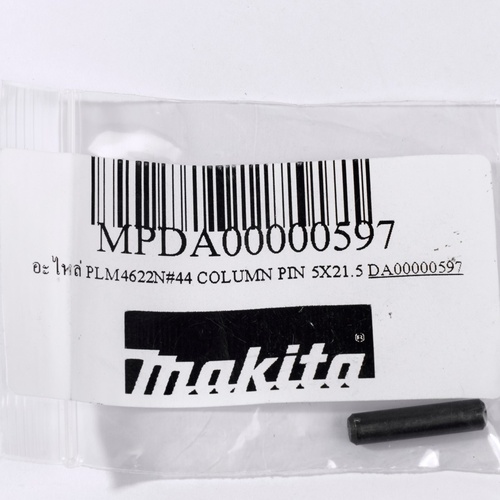 MPDA00000597
อะไหล่ PLM4622N#44 COLUMN PIN 5X21.5 DA00000597
makita ®